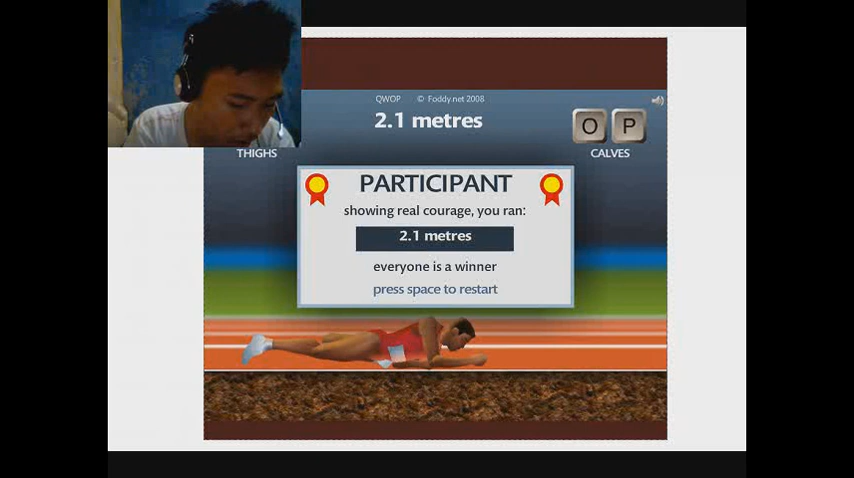 QWOP © Foddy.net 2008
2.1 metres
O P
THIGHS CALVES
PARTICIPANT
showing real courage, you ran:
2.1 metres
everyone is a winner
press space to restart